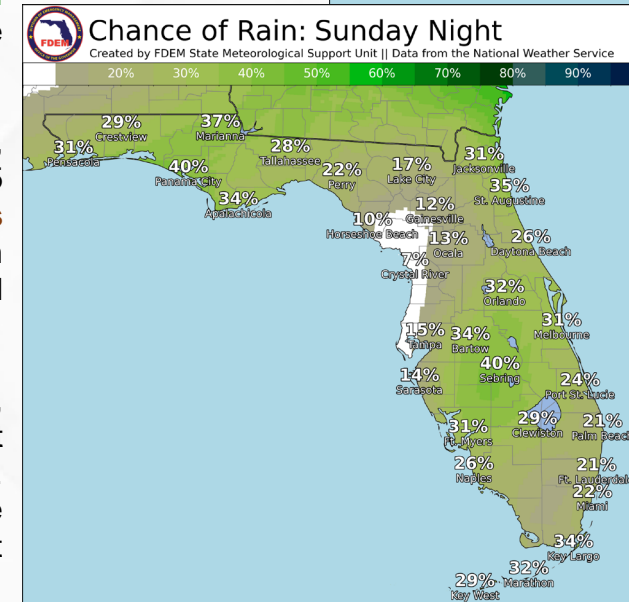 Chance of Rain: Sunday Night
Created by FDEM State Meteorological Support Unit || Data from the National Weather Service
FDEM
20% 30% 40% 50% 60% 70% 80% 90%
29%
Crestview
37%
Marianna
31%
Pensacola
28%
Tallahassee
40%
Panama City
22%
Perry
17%
Lake City
31%
Jacksonville
34%
Apalachicola
35%
St. Augustine
12%
Gainesville
10%
Horseshoe Beach
13%
Ocala
26%
Daytona Beach
7%
Crystal River
32%
Orlando
15%
Tampa
34%
Bartow
31%
Melbourne
40%
Sebring
14%
Sarasota
24%
Port St. Lucie
31%
Ft. Myers
29%
Clewiston
21%
Palm Beach
26%
Naples
21%
Ft. Lauderdale
22%
Miami
34%
Key Largo
32%
Marathon
29%
Key West